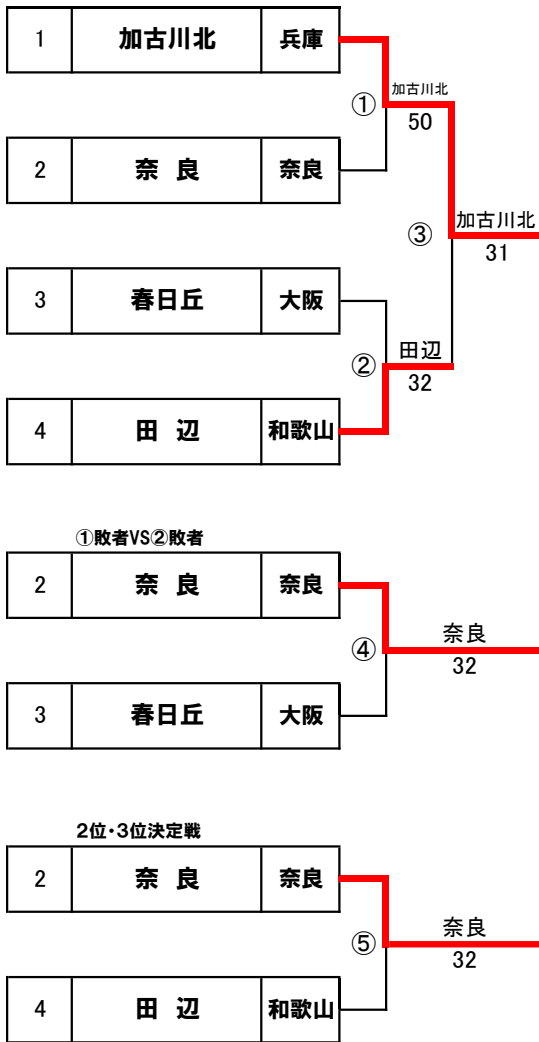 1 加古川北 兵庫
① 加古川北
50
2 奈良 奈良
③ 加古川北
31
3 春日丘 大阪
② 田辺
32
4 田辺 和歌山
①敗者VS②敗者
2 奈良 奈良
④ 奈良
32
3 春日丘 大阪
2位・3位決定戦
2 奈良 奈良
⑤ 奈良
32
4 田辺 和歌山